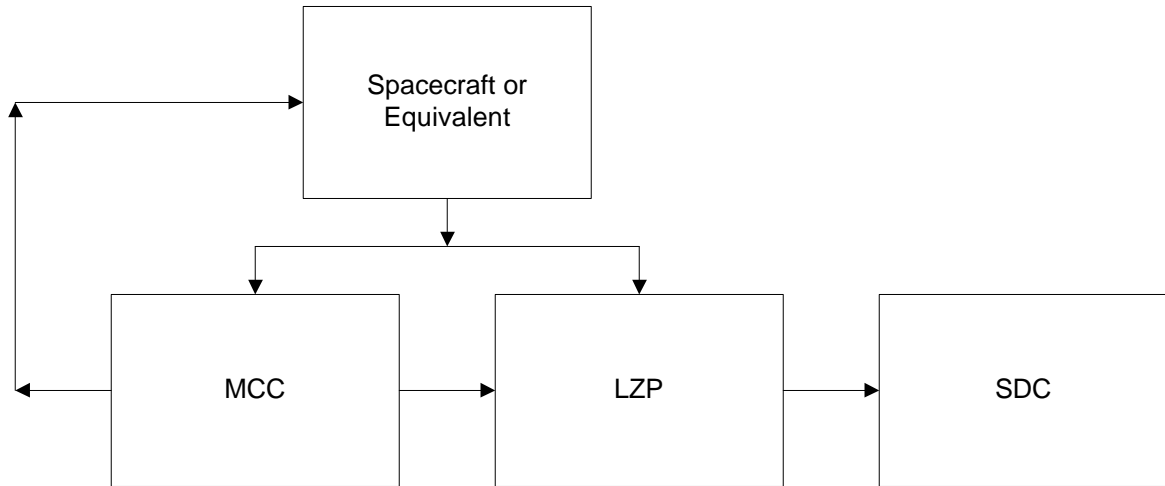 Spacecraft or
Equivalent
MCC
LZP
SDC